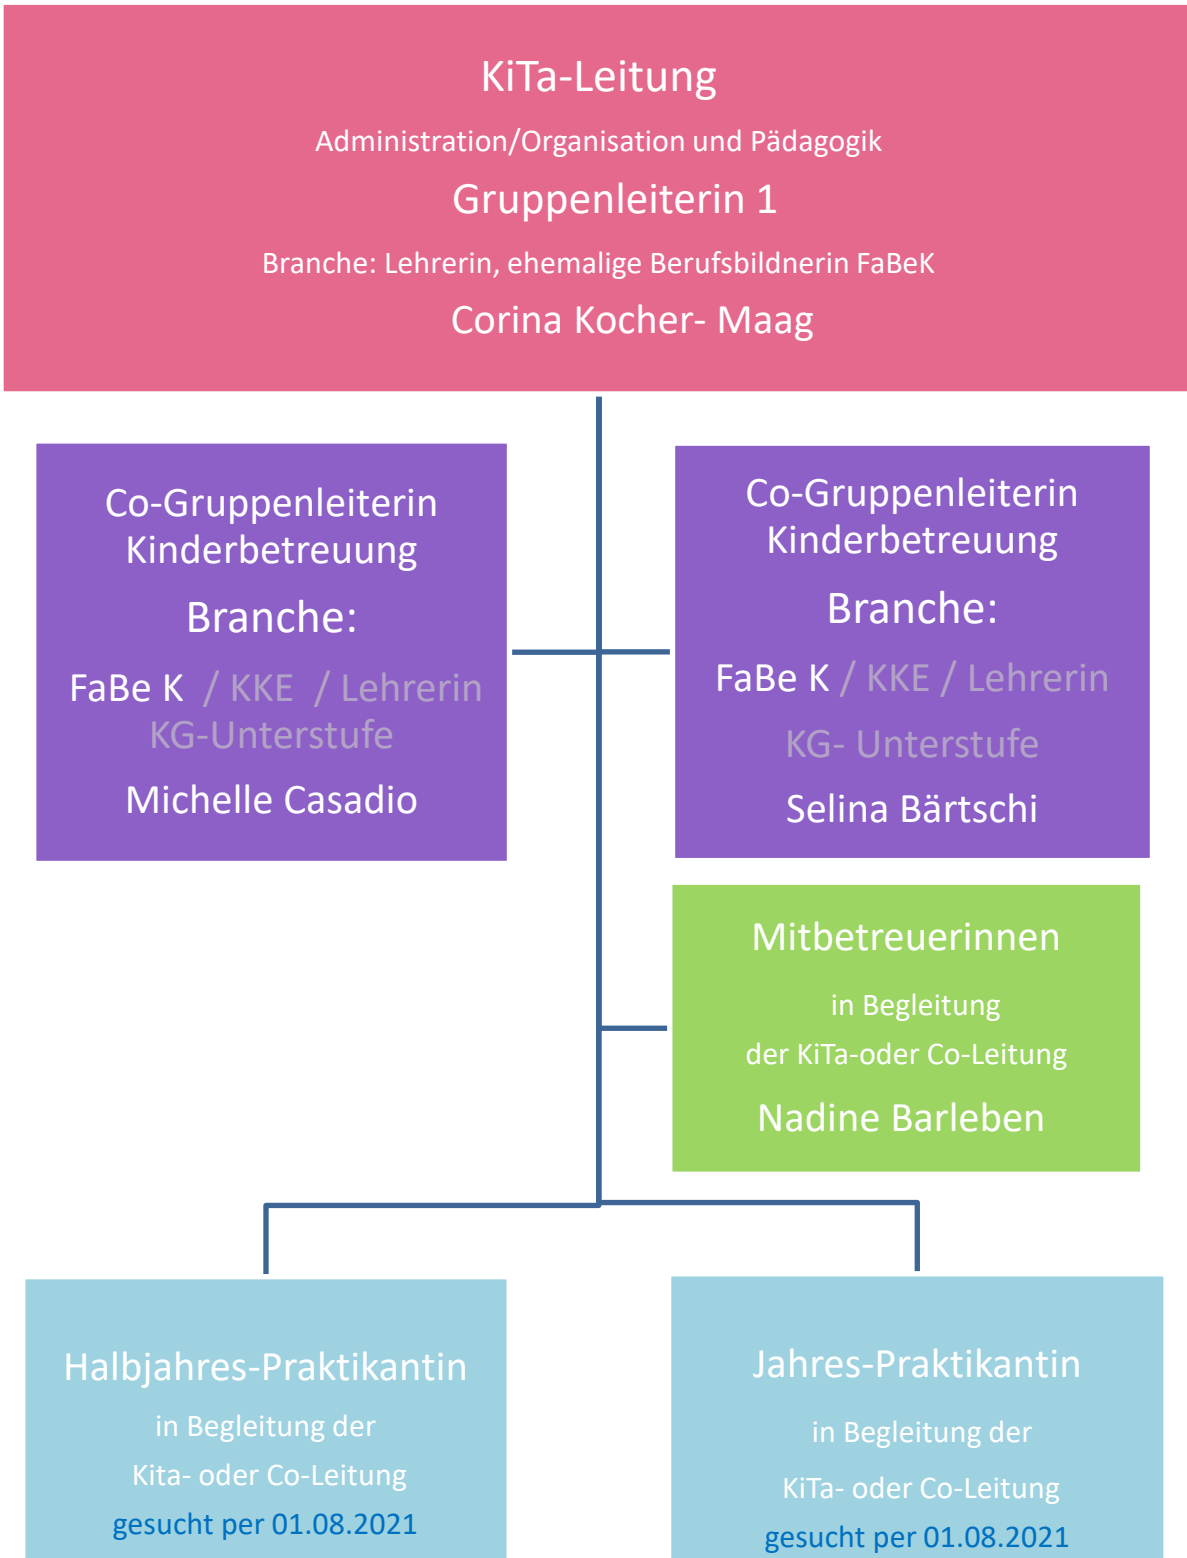 KiTa-Leitung
Administration/Organisation und Pädagogik
Gruppenleiterin 1
Branche: Lehrerin, ehemalige Berufsbildnerin FaBeK
Corina Kocher- Maag
Co-Gruppenleiterin
Kinderbetreuung
Branche:
FaBe K / KKE / Lehrerin
KG-Unterstufe
Michelle Casadio
Co-Gruppenleiterin
Kinderbetreuung
Branche:
FaBe K / KKE / Lehrerin
KG- Unterstufe
Selina Bärtschi
Mitbetreuerinnen
in Begleitung
der KiTa-oder Co-Leitung
Nadine Barleben
Halbjahres-Praktikantin
in Begleitung der
Kita- oder Co-Leitung
gesucht per 01.08.2021
Jahres-Praktikantin
in Begleitung der
KiTa- oder Co-Leitung
gesucht per 01.08.2021